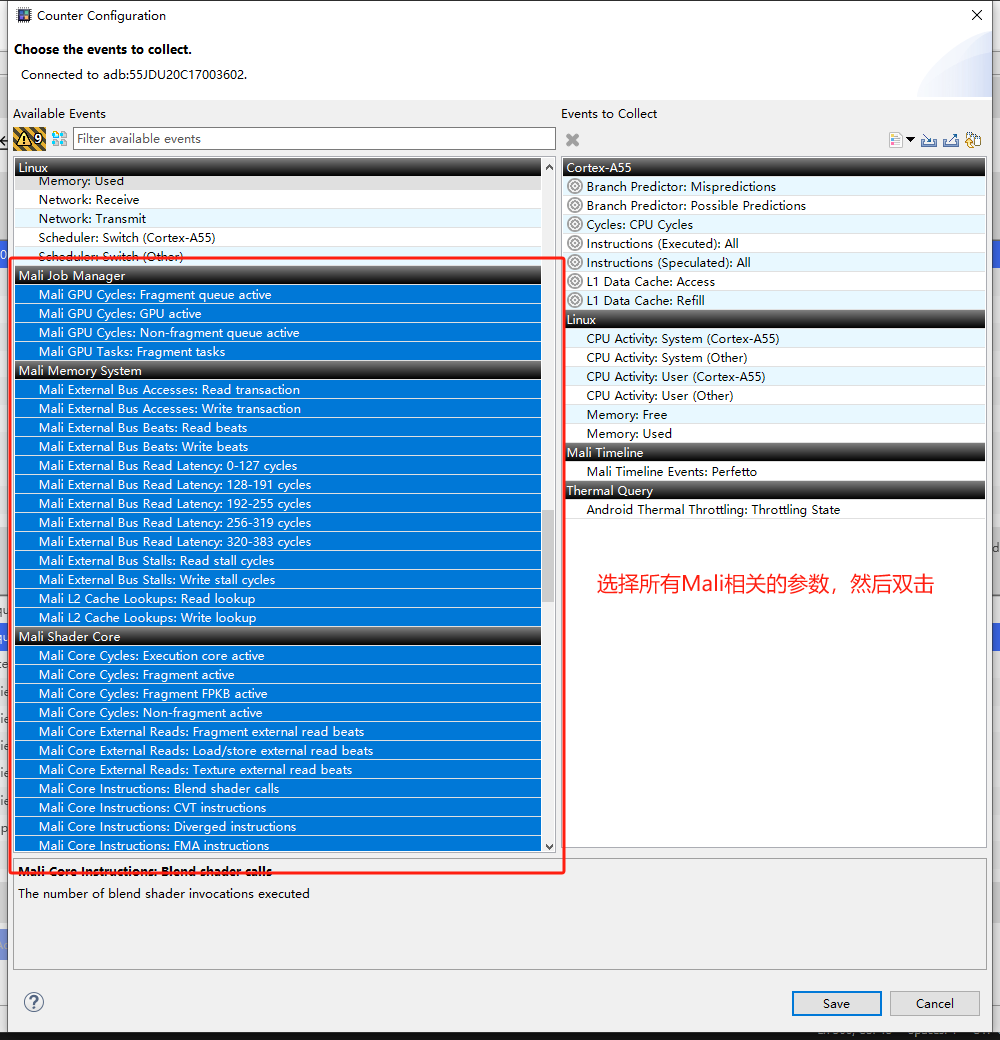 Counter Configuration
Choose the events to collect.
Connected to adb:55JDU20C17003602.
Available Events
9
Filter available events
Linux
Memory: Used
Network: Receive
Network: Transmit
Scheduler: Switch (Cortex-A55)
Scheduler: Switch (Other)
Mali Job Manager
Mali GPU Cycles: Fragment queue active
Mali GPU Cycles: GPU active
Mali GPU Cycles: Non-fragment queue active
Mali GPU Tasks: Fragment tasks
Mali Memory System
Mali External Bus Accesses: Read transaction
Mali External Bus Accesses: Write transaction
Mali External Bus Beats: Read beats
Mali External Bus Beats: Write beats
Mali External Bus Read Latency: 0-127 cycles
Mali External Bus Read Latency: 128-191 cycles
Mali External Bus Read Latency: 192-255 cycles
Mali External Bus Read Latency: 256-319 cycles
Mali External Bus Read Latency: 320-383 cycles
Mali External Bus Stalls: Read stall cycles
Mali External Bus Stalls: Write stall cycles
Mali L2 Cache Lookups: Read lookup
Mali L2 Cache Lookups: Write lookup
Mali Shader Core
Mali Core Cycles: Execution core active
Mali Core Cycles: Fragment active
Mali Core Cycles: Fragment FPKB active
Mali Core Cycles: Non-fragment active
Mali Core External Reads: Fragment external read beats
Mali Core External Reads: Load/store external read beats
Mali Core External Reads: Texture external read beats
Mali Core Instructions: Blend shader calls
Mali Core Instructions: CVT instructions
Mali Core Instructions: Diverged instructions
Mali Core Instructions: FMA instructions
Events to Collect
Cortex-A55
Branch Predictor: Mispredictions
Branch Predictor: Possible Predictions
Cycles: CPU Cycles
Instructions (Executed): All
Instructions (Speculated): All
L1 Data Cache: Access
L1 Data Cache: Refill
Linux
CPU Activity: System (Cortex-A55)
CPU Activity: System (Other)
CPU Activity: User (Cortex-A55)
CPU Activity: User (Other)
Memory: Free
Memory: Used
Mali Timeline
Mali Timeline Events: Perfetto
Thermal Query
Android Thermal Throttling: Throttling State
选择所有Mali相关的参数，然后双击
Mali Core Instructions: Blend shader calls
The number of blend shader invocations executed
Save
Cancel